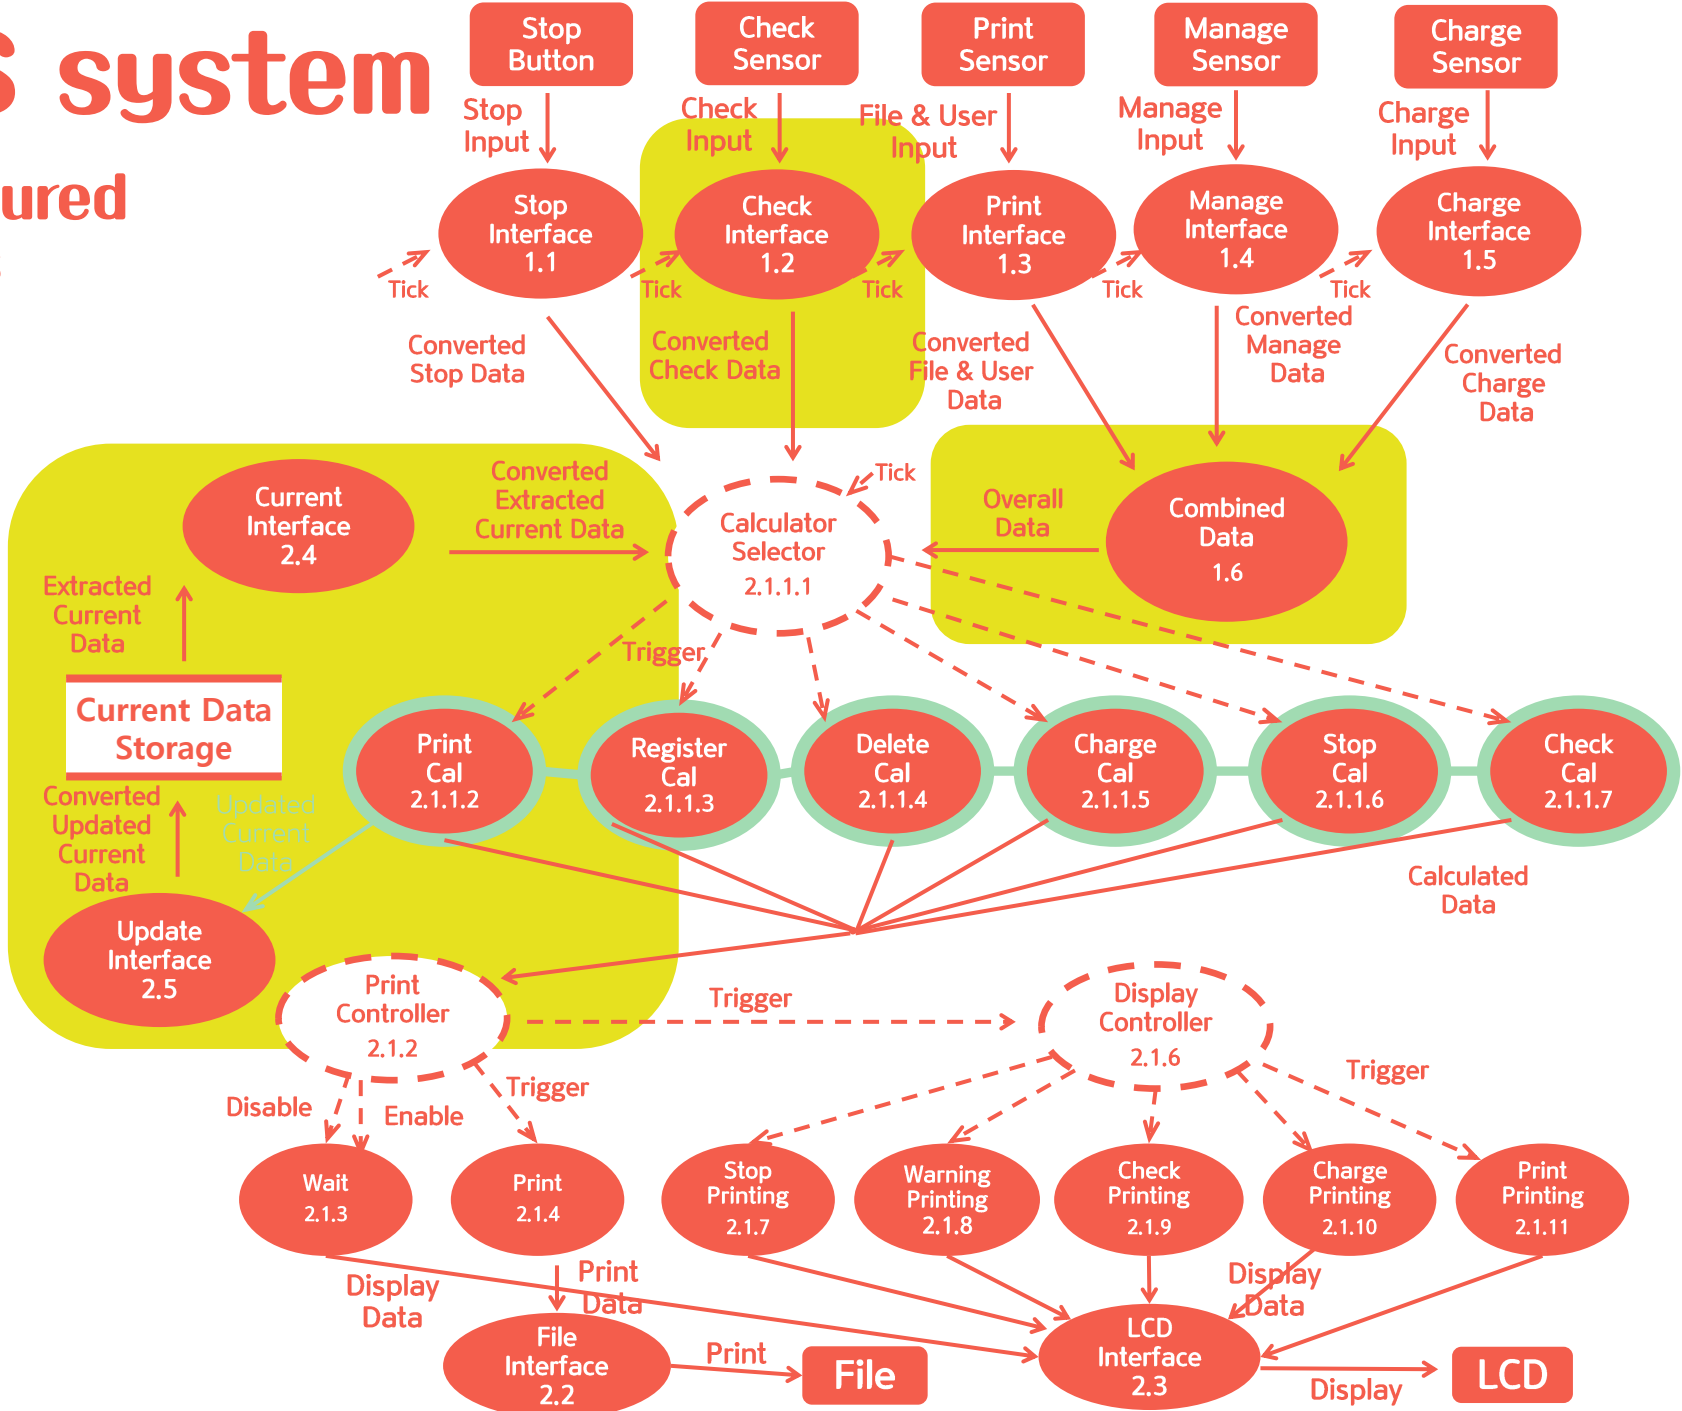 S system
ured
Stop
Button
Check
Sensor
Print
Sensor
Manage
Sensor
Charge
Sensor
Stop
Input
Check
Input
File & User
Input
Manage
Input
Charge
Input
Stop
Interface
1.1
Check
Interface
1.2
Print
Interface
1.3
Manage
Interface
1.4
Charge
Interface
1.5
Tick
Tick
Tick
Tick
Tick
Converted
Stop Data
Converted
Check Data
Converted
File & User
Data
Converted
Manage
Data
Converted
Charge
Data
Current
Interface
2.4
Converted
Extracted
Current Data
Tick
Calculator
Selector
2.1.1.1
Overall
Data
Combined
Data
1.6
Extracted
Current
Data
Trigger
Current Data
Storage
Print
Cal
2.1.1.2
Register
Cal
2.1.1.3
Delete
Cal
2.1.1.4
Charge
Cal
2.1.1.5
Stop
Cal
2.1.1.6
Check
Cal
2.1.1.7
Converted
Updated
Current
Data
Updated
Current
Data
Calculated
Data
Update
Interface
2.5
Print
Controller
2.1.2
Trigger
Display
Controller
2.1.6
Disable
Enable
Trigger
Trigger
Wait
2.1.3
Print
2.1.4
Stop
Printing
2.1.7
Warning
Printing
2.1.8
Check
Printing
2.1.9
Charge
Printing
2.1.10
Print
Printing
2.1.11
Display
Data
Print
Data
Display
Data
File
Interface
2.2
Print
File
LCD
Interface
2.3
Display
LCD